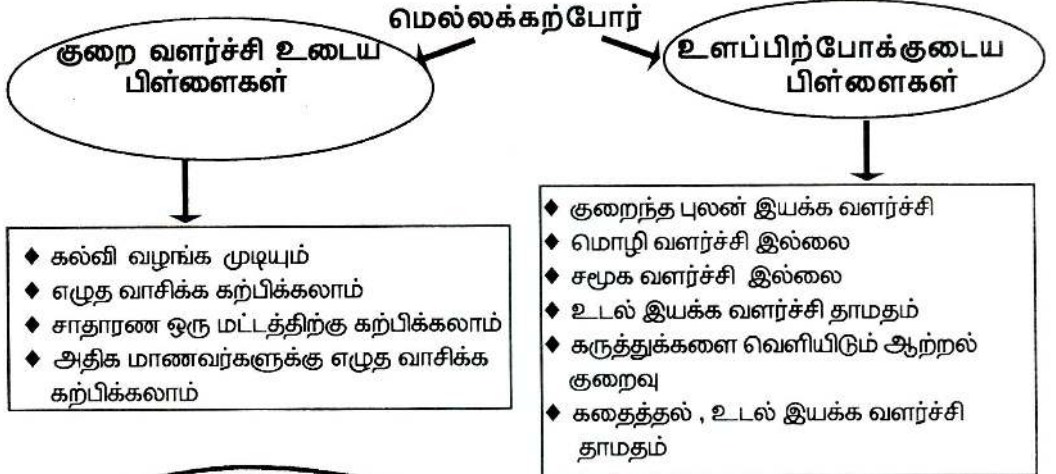 மெல்லக்கற்போர்
குறை வளர்ச்சி உடைய
பிள்ளைகள்
உளப்பிற்போக்குடைய
பிள்ளைகள்
♦ கல்வி வழங்க முடியும்
♦ எழுத வாசிக்க கற்பிக்கலாம்
♦ சாதாரண ஒரு மட்டத்திற்கு கற்பிக்கலாம்
♦ அதிக மாணவர்களுக்கு எழுத வாசிக்க
கற்பிக்கலாம்
♦ குறைந்த புலன் இயக்க வளர்ச்சி
♦ மொழி வளர்ச்சி இல்லை
♦ சமூக வளர்ச்சி இல்லை
♦ உடல் இயக்க வளர்ச்சி தாமதம்
♦ கருத்துக்களை வெளியிடும் ஆற்றல்
குறைவு
♦ கதைத்தல் , உடல் இயக்க வளர்ச்சி
தாமதம்